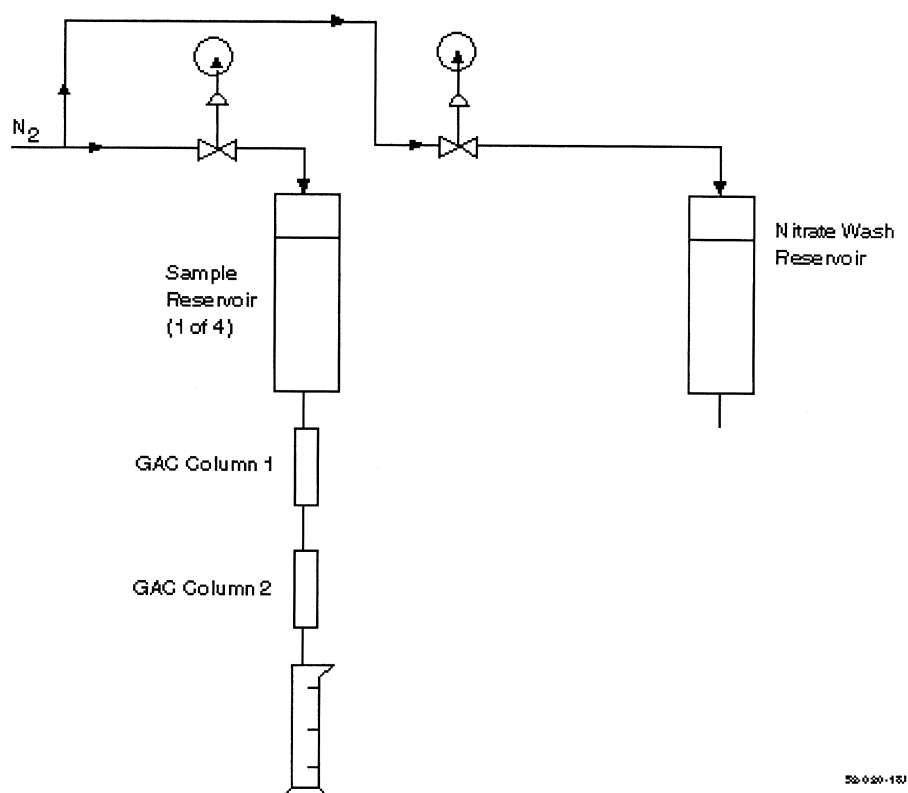 N2
Sample
Reservoir
(1 of 4)
Nitrate Wash
Reservoir
GAC Column 1
GAC Column 2